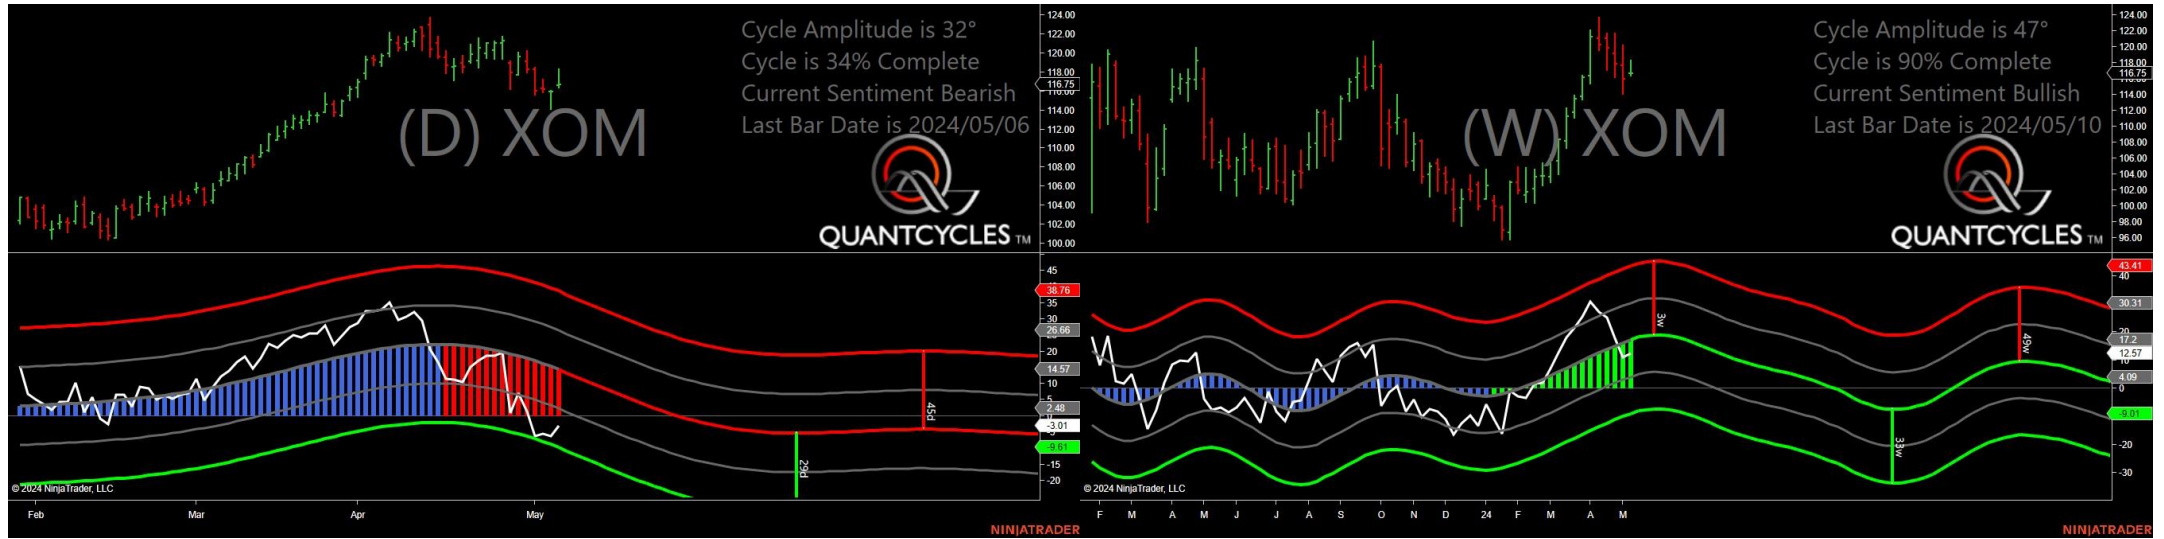 Cycle Amplitude is 32°
Cycle is 34% Complete
Current Sentiment Bearish
Last Bar Date is 2024/05/06
(D) XOM
QUANTCYCLES TM
124.00
122.00
120.00
118.00
116.75
114.00
112.00
110.00
108.00
106.00
104.00
102.00
100.00
45
38.76
35
30
26.66
20
14.57
10
5
2.48
-3.01
-9.61
-15
-20
45d
29d
© 2024 NinjaTrader, LLC
Feb Mar Apr May
NINJATRADER
Cycle Amplitude is 47°
Cycle is 90% Complete
Current Sentiment Bullish
Last Bar Date is 2024/05/10
(W) XOM
QUANTCYCLES TM
124.00
122.00
120.00
118.00
116.75
114.00
112.00
110.00
108.00
106.00
104.00
102.00
100.00
98.00
96.00
43.41
40
30.31
20
17.2
12.57
10
4.09
0
-9.01
-20
-30
3w
49w
33w
© 2024 NinjaTrader, LLC
F M A M J J A S O N D 24 F M A M
NINJATRADER